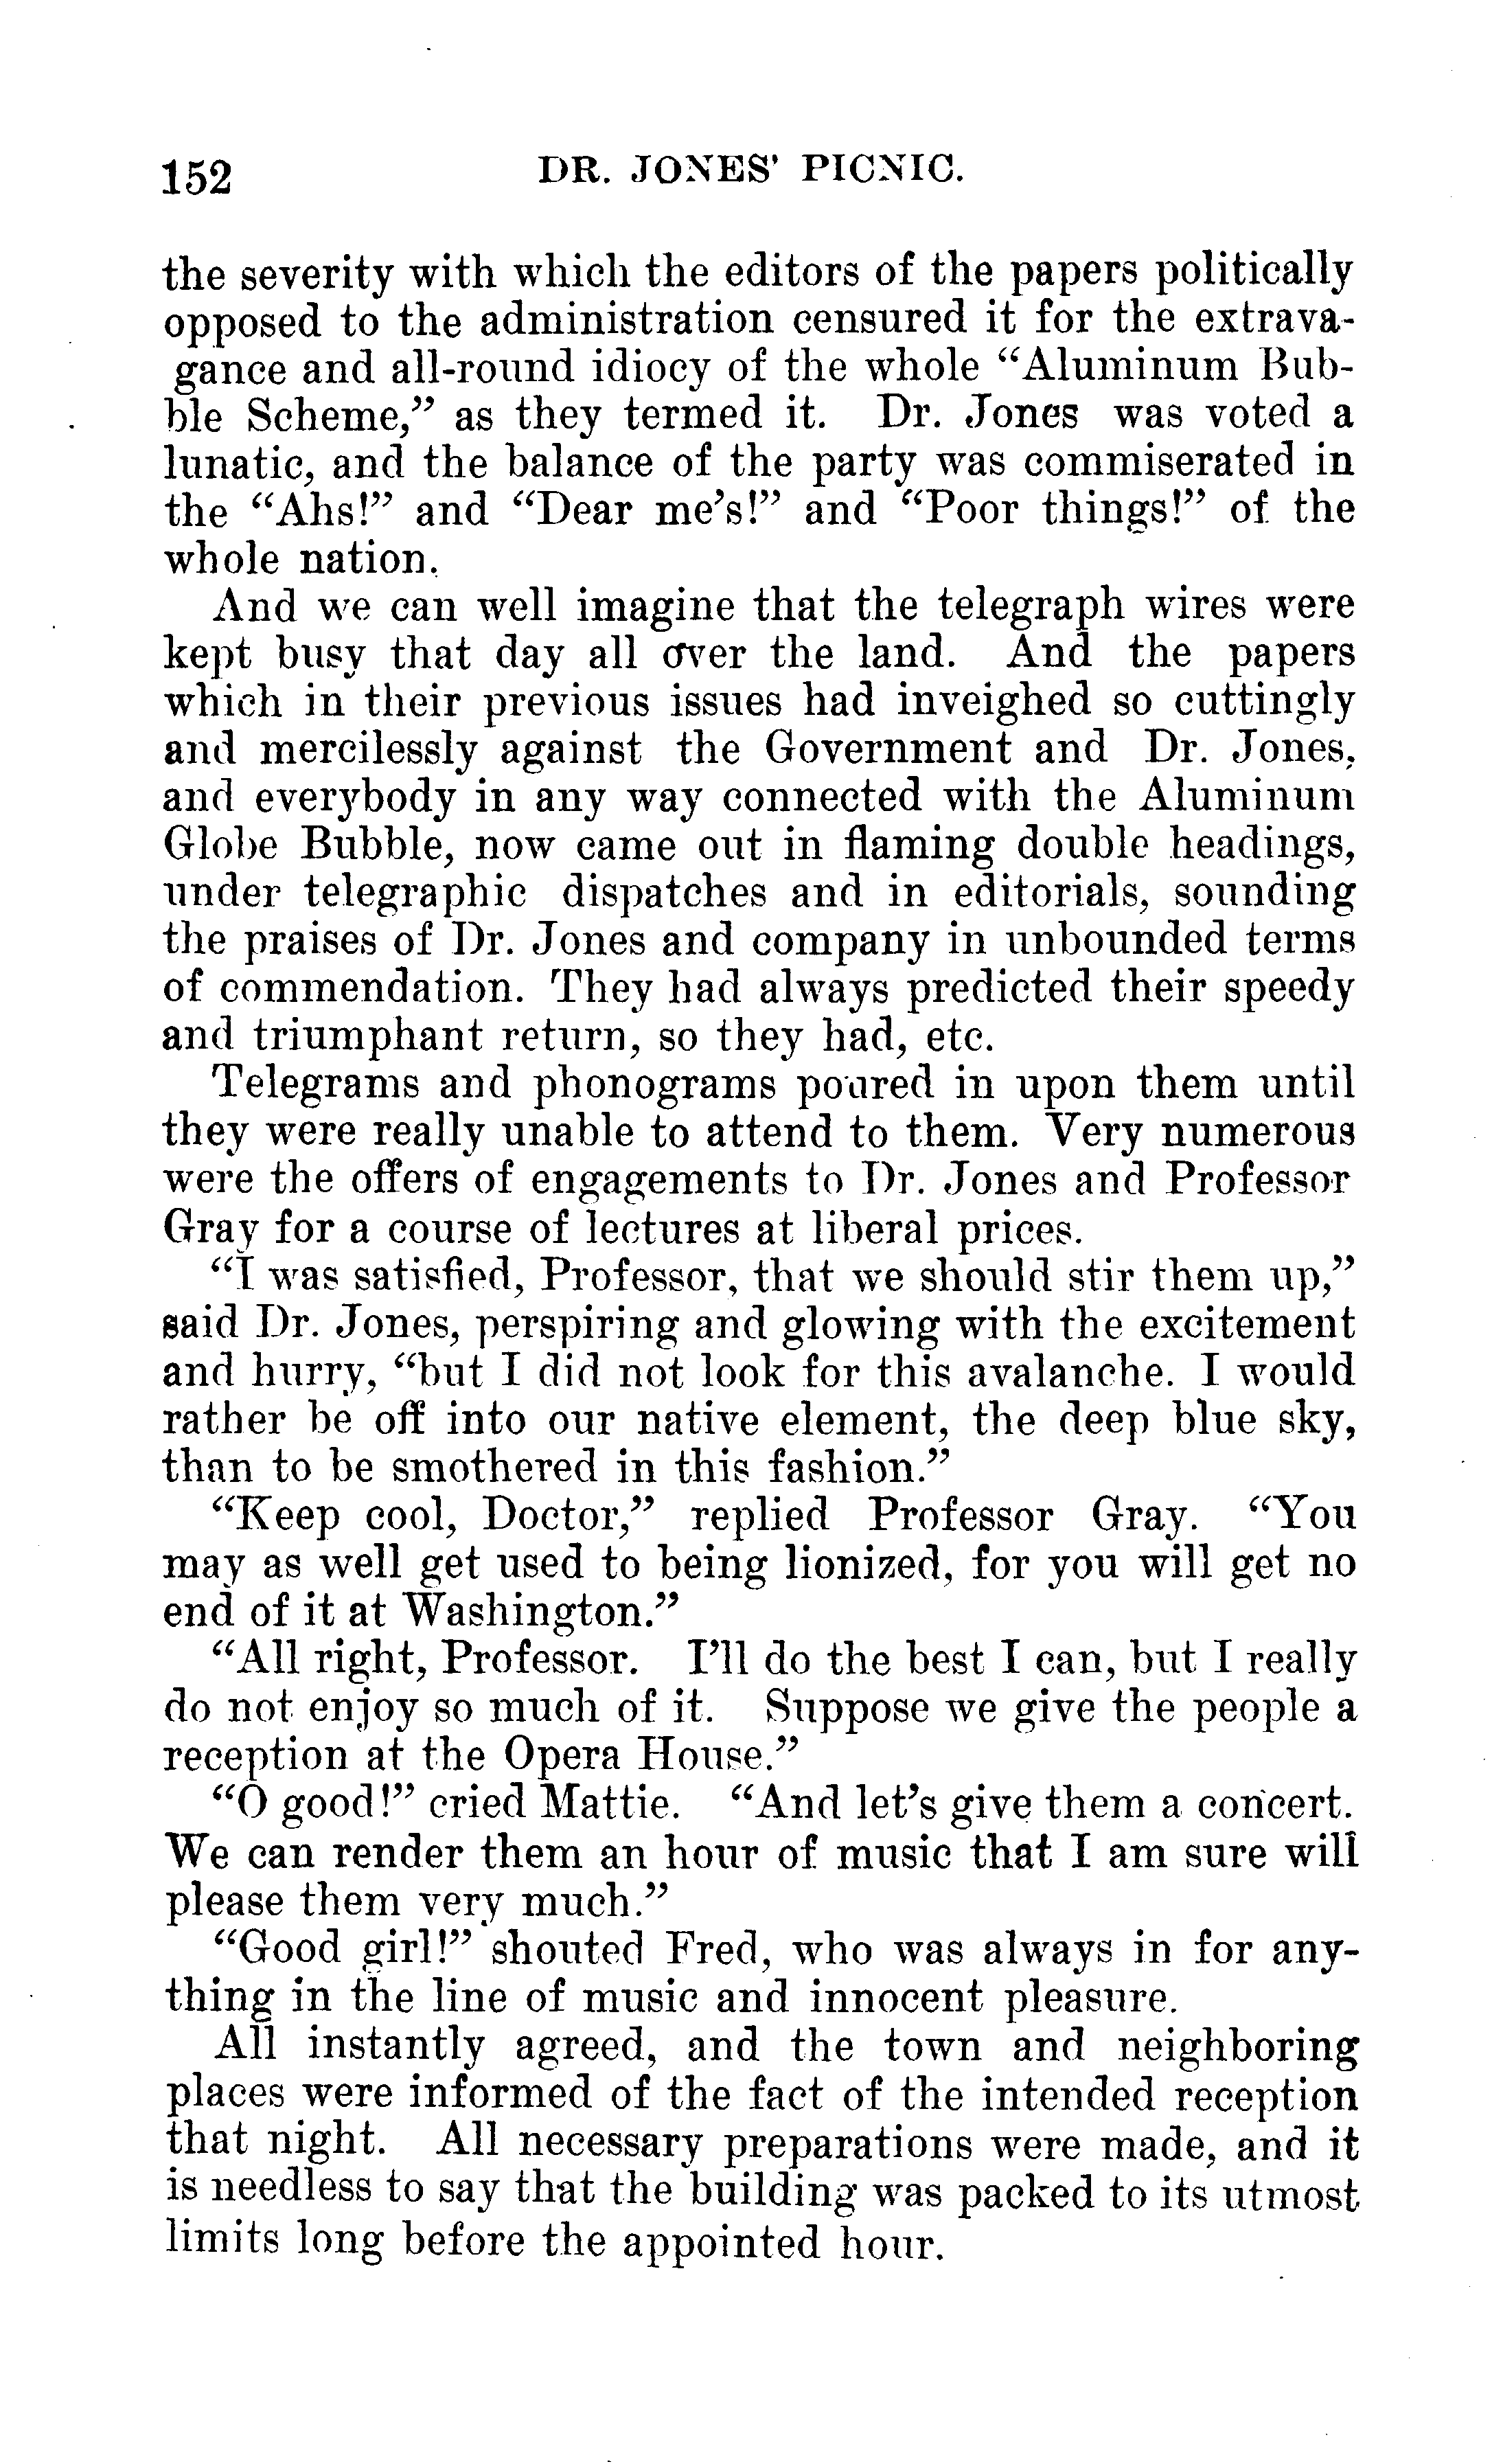 152 DR. JONES' PICNIC.
the severity with which the editors of the papers politically
opposed to the administration censured it for the extrava-
gance and all-round idiocy of the whole “Aluminum Bub-
ble Scheme,” as they termed it. Dr. Jones was voted a
lunatic, and the balance of the party was commiserated in
the “Ahs!” and “Dear me’s!” and “Poor things!” of the
whole nation.
And we can well imagine that the telegraph wires were
kept busy that day all over the land. And the papers
which in their previous issues had inveighed so cuttingly
and mercilessly against the Government and Dr. Jones,
and everybody in any way connected with the Aluminum
Globe Bubble, now came out in flaming double headings,
under telegraphic dispatches and in editorials, sounding
the praises of Dr. Jones and company in unbounded terms
of commendation. They had always predicted their speedy
and triumphant return, so they had, etc.
Telegrams and phonograms poured in upon them until
they were really unable to attend to them. Very numerous
were the offers of engagements to Dr. Jones and Professor
Gray for a course of lectures at liberal prices.
“I was satisfied, Professor, that we should stir them up,”
said Dr. Jones, perspiring and glowing with the excitement
and hurry, “but I did not look for this avalanche. I would
rather be off into our native element, the deep blue sky,
than to be smothered in this fashion.”
“Keep cool, Doctor,” replied Professor Gray. “You
may as well get used to being lionized, for you will get no
end of it at Washington.”
“All right, Professor. I’ll do the best I can, but I really
do not enjoy so much of it. Suppose we give the people a
reception at the Opera House.”
“O good!” cried Mattie. “And let’s give them a concert.
We can render them an hour of music that I am sure will
please them very much.”
“Good girl!” shouted Fred, who was always in for any-
thing in the line of music and innocent pleasure.
All instantly agreed, and the town and neighboring
places were informed of the fact of the intended reception
that night. All necessary preparations were made, and it
is needless to say that the building was packed to its utmost
limits long before the appointed hour.